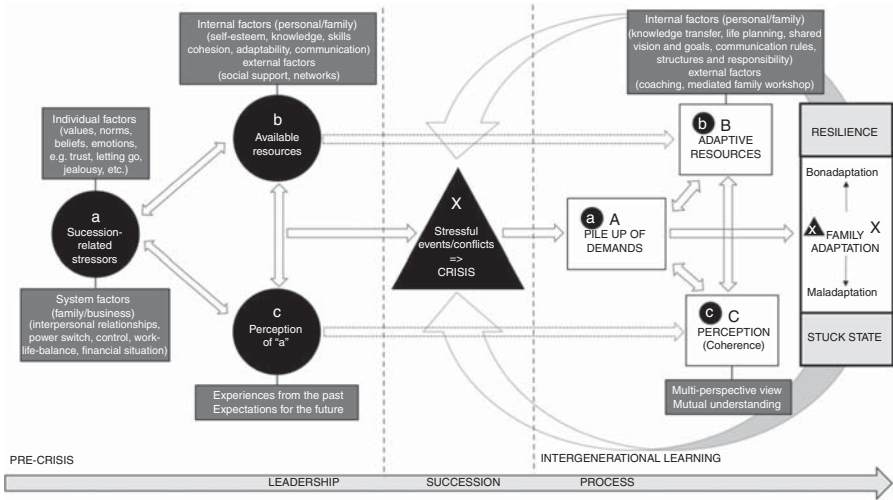 Internal factors (personal/family)
(self-esteem, knowledge, skills
cohesion, adaptability, communication)
external factors
(social support, networks)
Internal factors (personal/family)
(knowledge transfer, life planning, shared
vision and goals, communication rules,
structures and responsibility)
external factors
(coaching, mediated family workshop)
Individual factors
(values, norms,
beliefs, emotions,
e.g. trust, letting go,
jealousy, etc.)
b
Available
resources
b B
ADAPTIVE
RESOURCES
RESILIENCE
a
Sucession-
related
stressors
X
Stressful
events/conflicts
=>
CRISIS
a A
PILE UP OF
DEMANDS
Bonadaptation
x FAMILY X
ADAPTATION
Maladaptation
System factors
(family/business)
(interpersonal relationships,
power switch, control, work-
life-balance, financial situation)
c
Perception
of "a"
c C
PERCEPTION
(Coherence)
STUCK STATE
Experiences from the past
Expectations for the future
Multi-perspective view
Mutual understanding
PRE-CRISIS
INTERGENERATIONAL LEARNING
LEADERSHIP SUCCESSION PROCESS